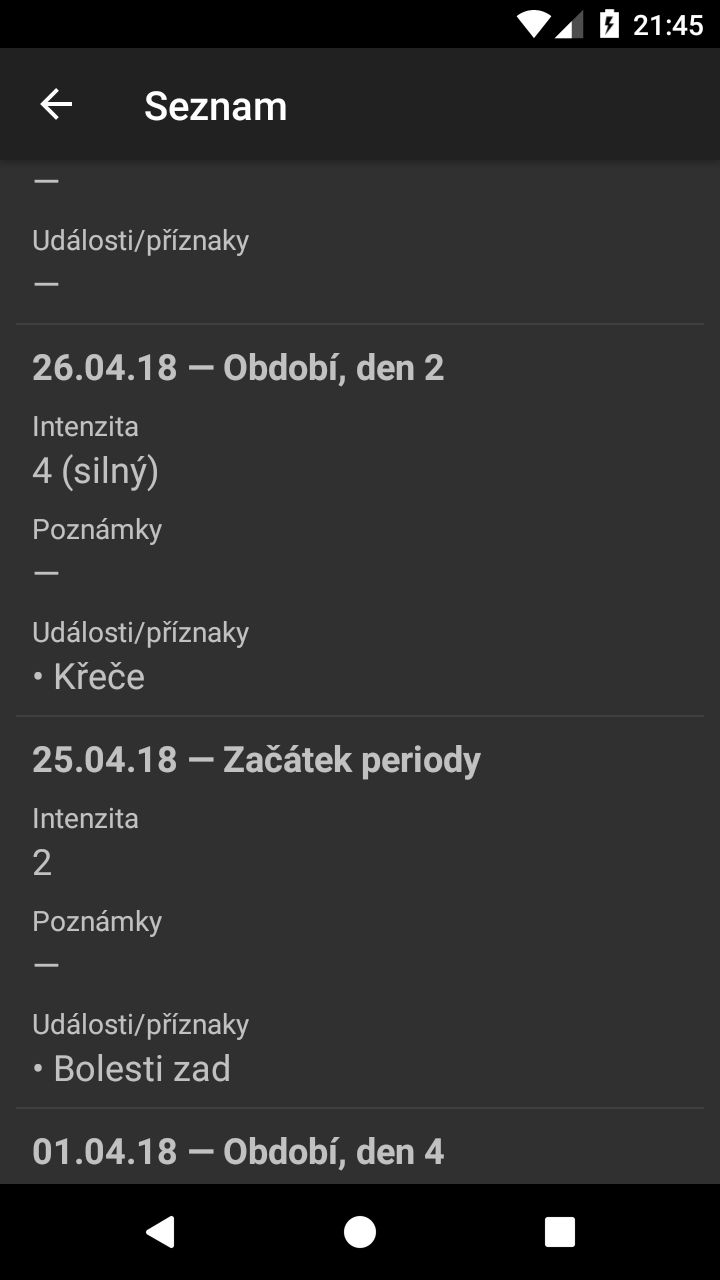 21:45
Seznam
—
Události/příznaky
—
26.04.18 — Období, den 2
Intenzita
4 (silný)
Poznámky
—
Události/příznaky
• Křeče
25.04.18 — Začátek periody
Intenzita
2
Poznámky
—
Události/příznaky
• Bolesti zad
01.04.18 — Období, den 4